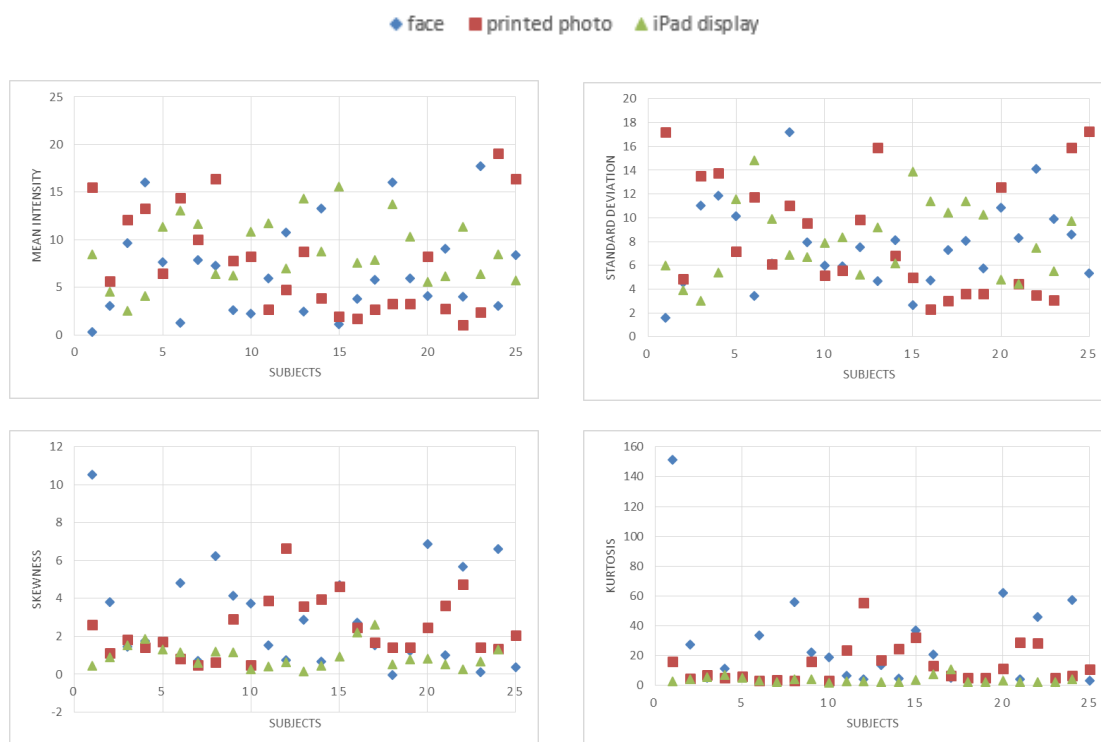 face printed photo iPad display
MEAN INTENSITY
25
20
15
10
5
0
0 5 10 15 20 25
SUBJECTS
STANDARD DEVIATION
20
18
16
14
12
10
8
6
4
2
0
0 5 10 15 20 25
SUBJECTS
SKEWNESS
12
10
8
6
4
2
0
-2
0 5 10 15 20 25
SUBJECTS
KURTOSIS
160
140
120
100
80
60
40
20
0
0 5 10 15 20 25
SUBJECTS